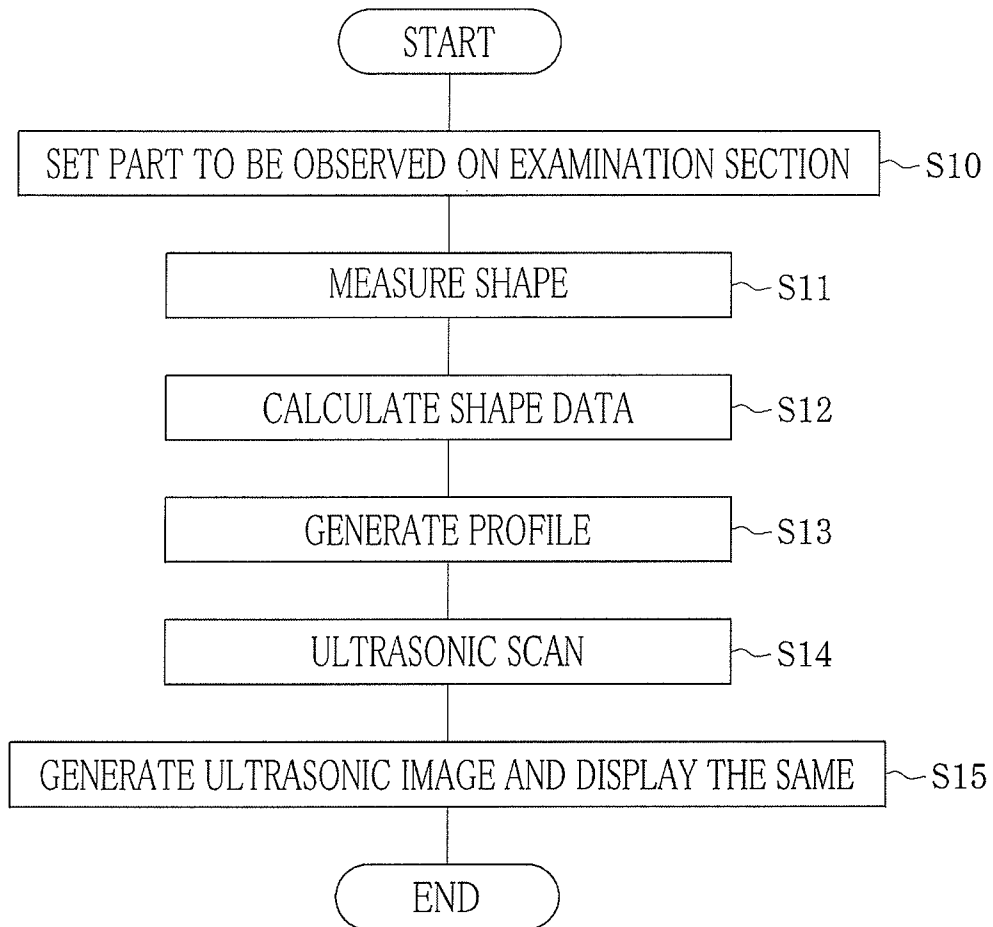 START
SET PART TO BE OBSERVED ON EXAMINATION SECTION S10
MEASURE SHAPE S11
CALCULATE SHAPE DATA S12
GENERATE PROFILE S13
ULTRASONIC SCAN S14
GENERATE ULTRASONIC IMAGE AND DISPLAY THE SAME S15
END